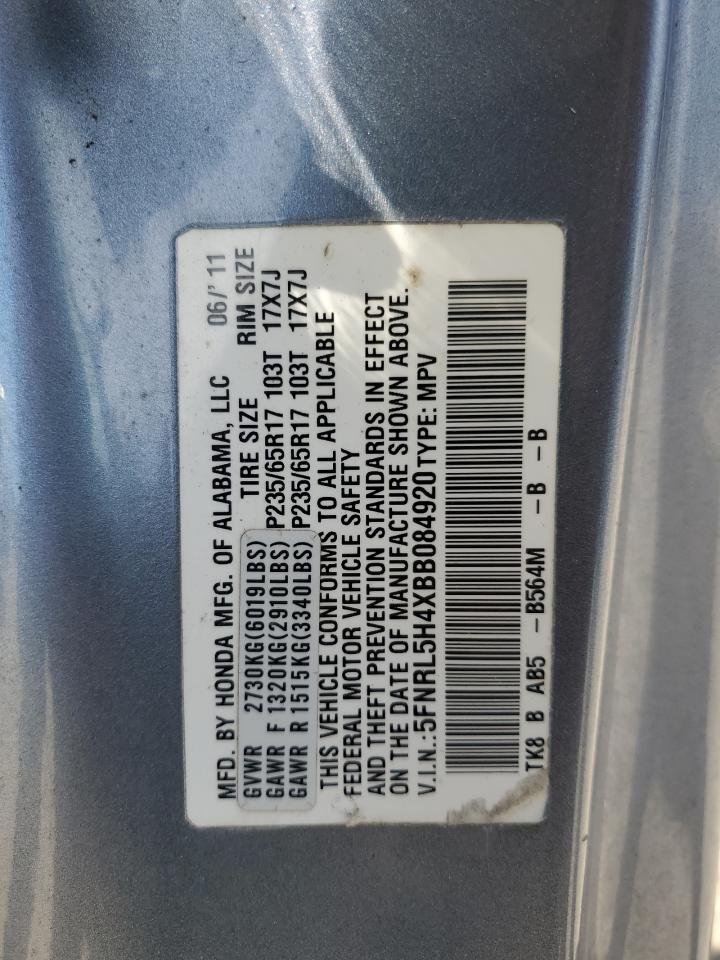 MFD. BY HONDA MFG. OF ALABAMA, LLC 06/'11
GVWR 2730KG(6019LBS) TIRE SIZE RIM SIZE
GAWR F 1320KG(2910LBS) P235/65R17 103T 17X7J
GAWR R 1515KG(3340LBS) P235/65R17 103T 17X7J
THIS VEHICLE CONFORMS TO ALL APPLICABLE
FEDERAL MOTOR VEHICLE SAFETY
AND THEFT PREVENTION STANDARDS IN EFFECT
ON THE DATE OF MANUFACTURE SHOWN ABOVE.
V.I.N.:5FNRL5H4XBB084920 TYPE: MPV
TK8 B AB5 -B564M -B -B